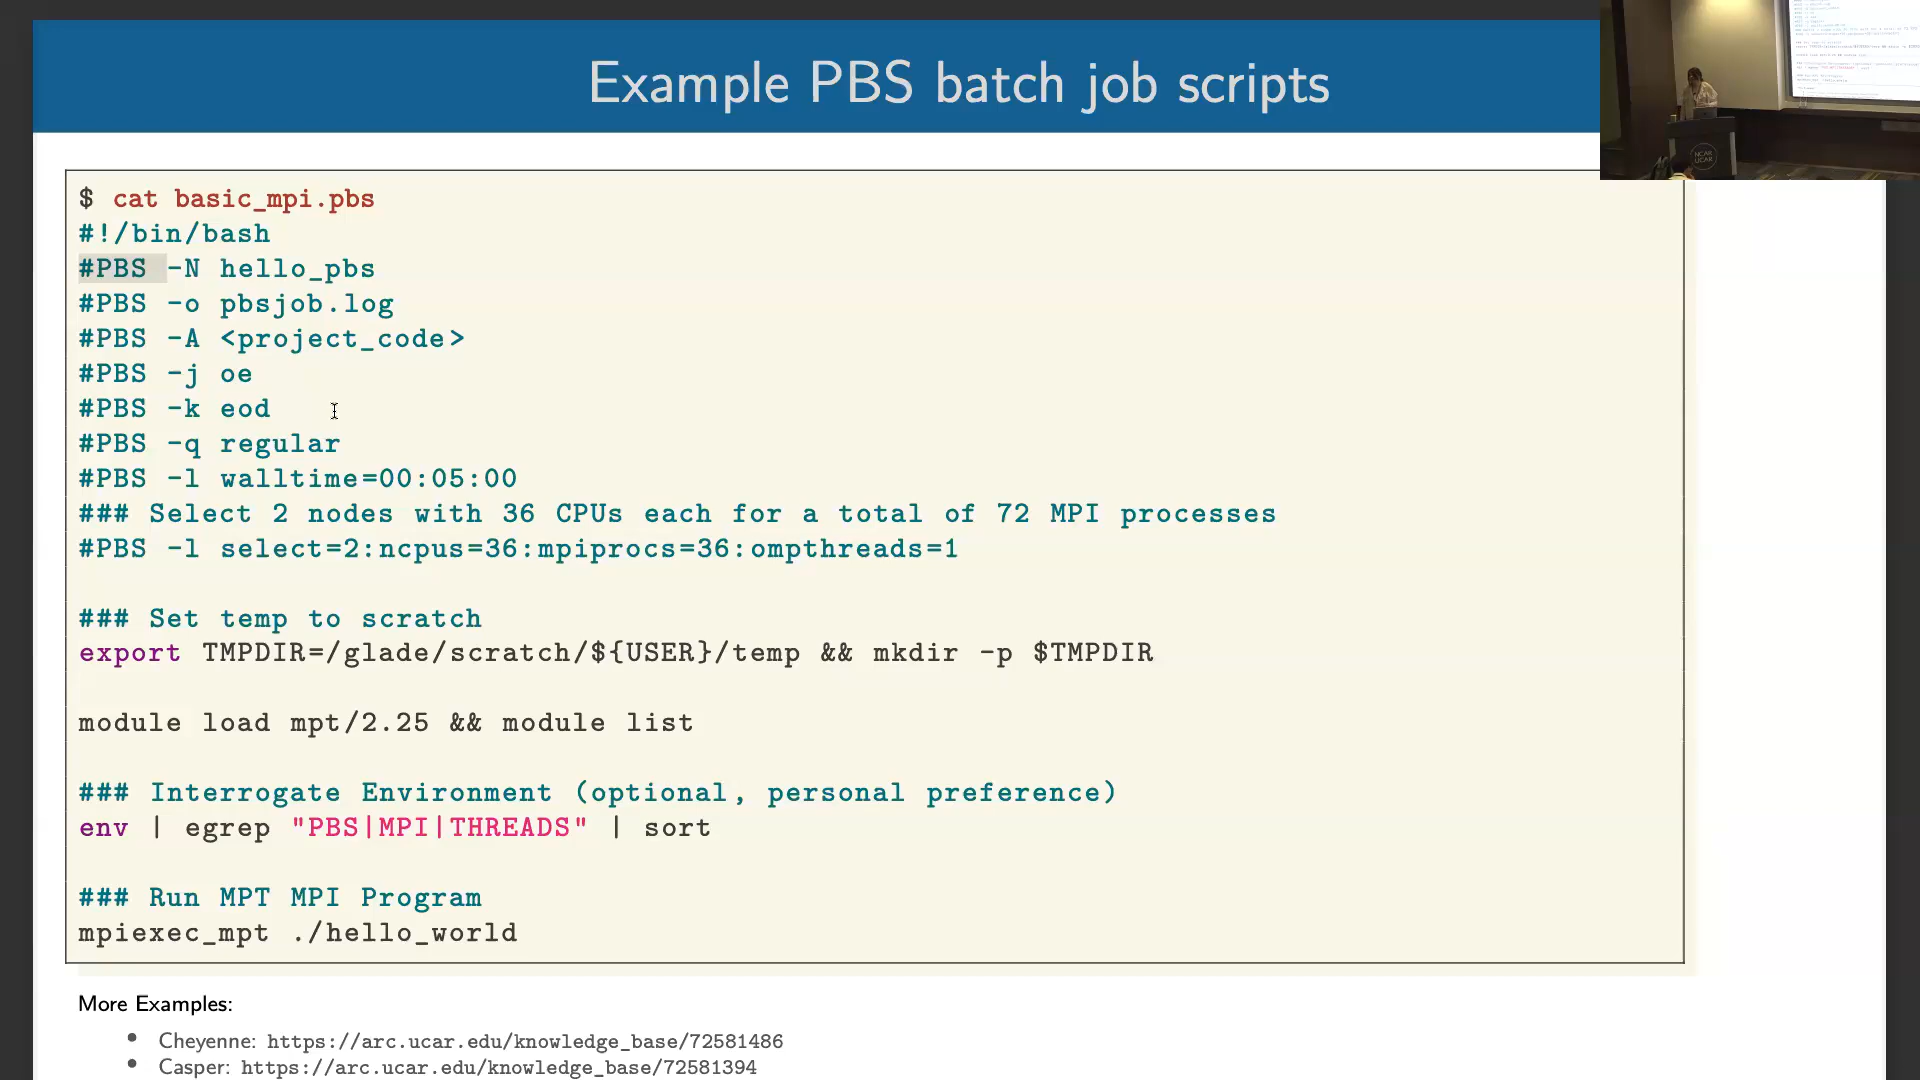 Example PBS batch job scripts
$ cat basic_mpi.pbs
#!/bin/bash
#PBS -N hello_pbs
#PBS -o pbsjob.log
#PBS -A <project_code>
#PBS -j oe
#PBS -k eod
#PBS -q regular
#PBS -l walltime=00:05:00
### Select 2 nodes with 36 CPUs each for a total of 72 MPI processes
#PBS -l select=2:ncpus=36:mpiprocs=36:ompthreads=1
### Set temp to scratch
export TMPDIR=/glade/scratch/${USER}/temp && mkdir -p $TMPDIR
module load mpt/2.25 && module list
### Interrogate Environment (optional, personal preference)
env | egrep "PBS|MPI|THREADS" | sort
### Run MPT MPI Program
mpiexec_mpt ./hello_world
More Examples:
• Cheyenne: https://arc.ucar.edu/knowledge_base/72581486
• Casper: https://arc.ucar.edu/knowledge_base/72581394
NCAR
UCAR